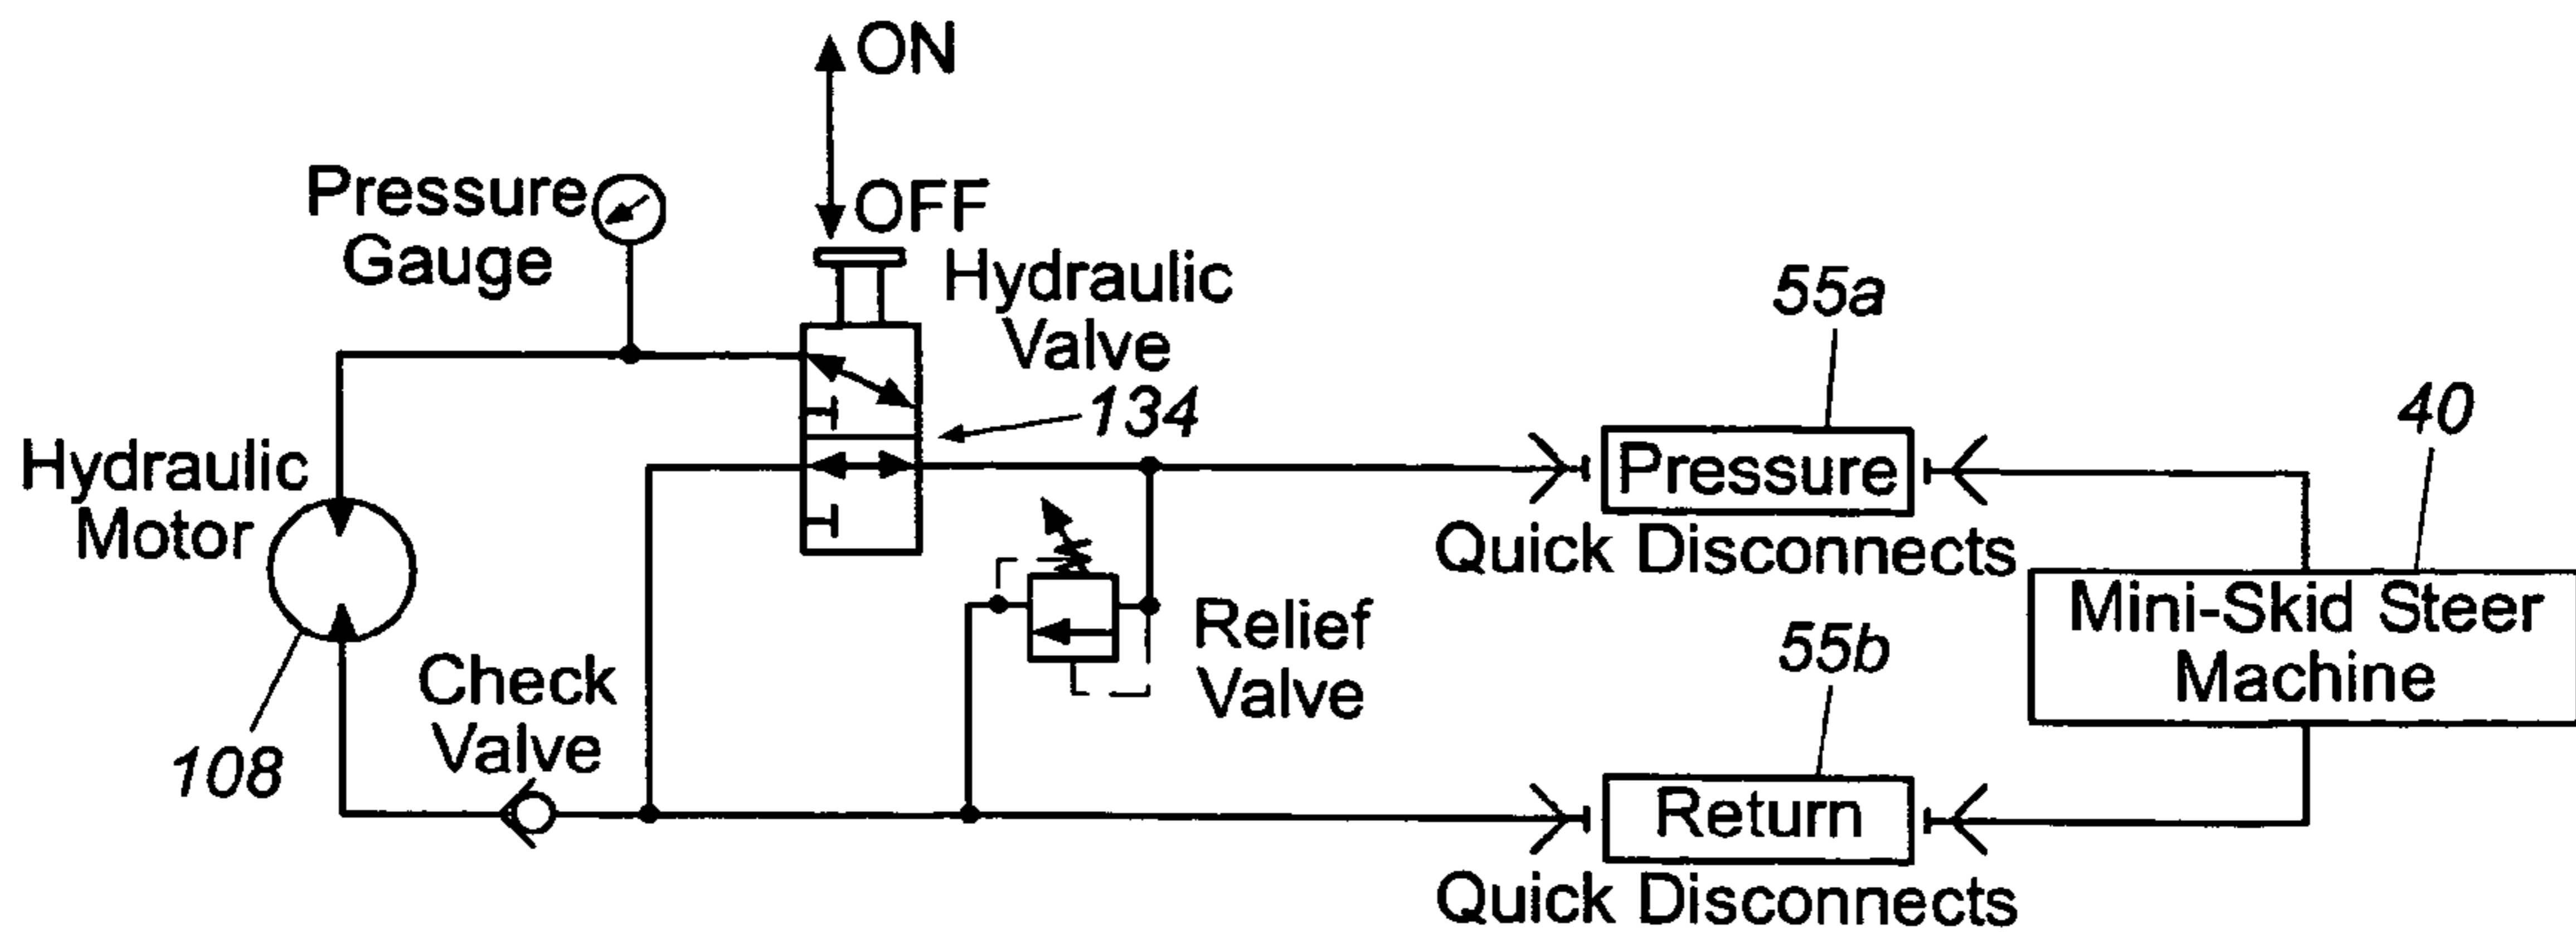 ON
OFF
Pressure
Gauge
Hydraulic
Valve
134
55a
40
Hydraulic
Motor
Pressure
Quick Disconnects
Mini-Skid Steer
Machine
Relief
Valve
55b
Check
Valve
108
Return
Quick Disconnects